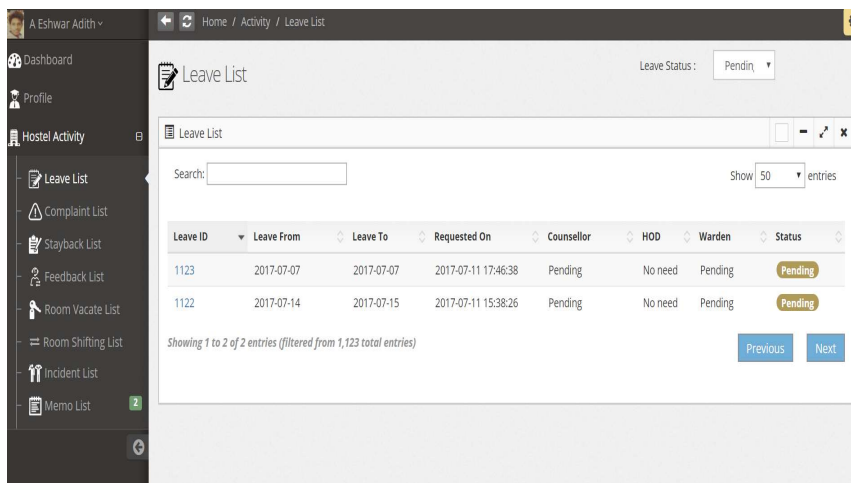 A Eshwar Adith
Home / Activity / Leave List
Dashboard
Profile
Hostel Activity
Leave List
Complaint List
Stayback List
Feedback List
Room Vacate List
Room Shifting List
Incident List
Memo List 2
Leave List
Leave Status : Pendin
Leave List
Search:
Show 50 entries
Leave ID Leave From Leave To Requested On Counsellor HOD Warden Status
1123 2017-07-07 2017-07-07 2017-07-11 17:46:38 Pending No need Pending Pending
1122 2017-07-14 2017-07-15 2017-07-11 15:38:26 Pending No need Pending Pending
Showing 1 to 2 of 2 entries (filtered from 1,123 total entries)
Previous Next